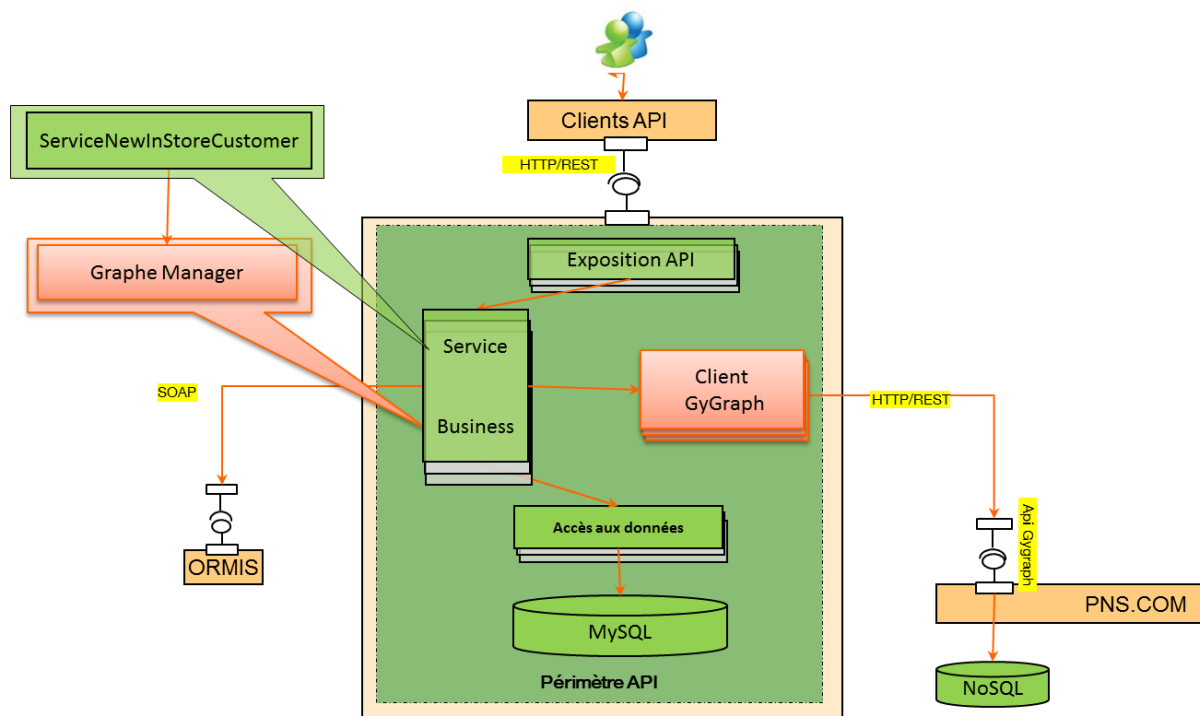 Clients API
ServiceNewInStoreCustomer
HTTP/REST
Exposition API
Graphe Manager
Service
Client
GyGraph
SOAP
HTTP/REST
Business
Accès aux données
Api Gygraph
ORMIS
PNS.COM
MySQL
Périmètre API
NoSQL